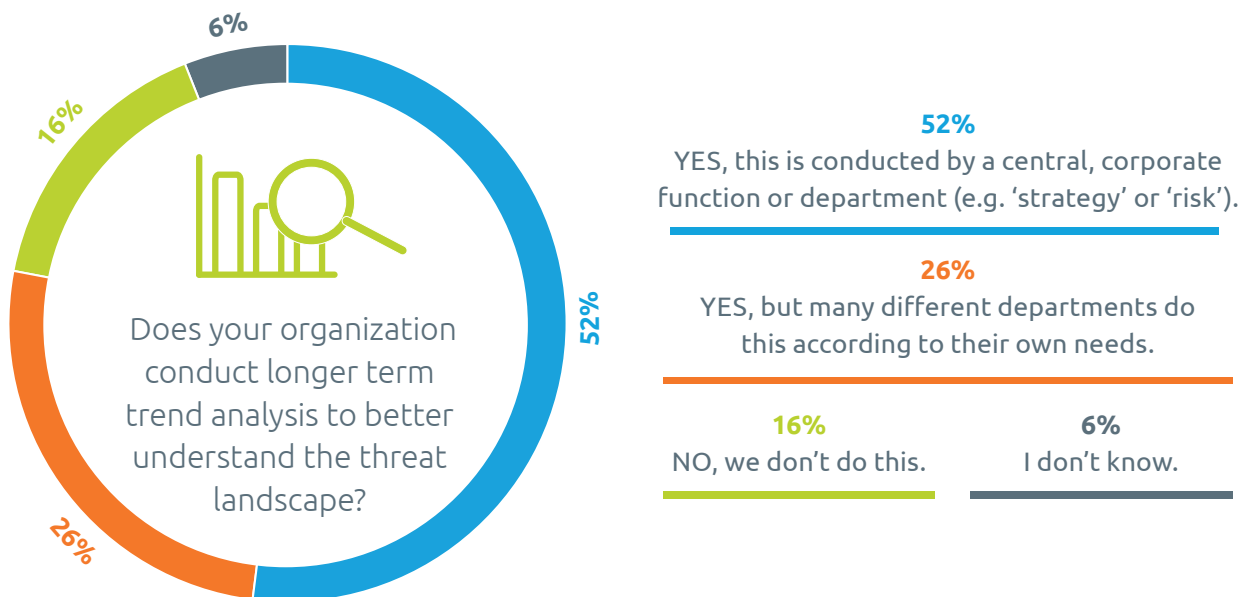 6%
16%
52%
26%
Does your organization
conduct longer term
trend analysis to better
understand the threat
landscape?
52%
YES, this is conducted by a central, corporate
function or department (e.g. ‘strategy’ or ‘risk’).
26%
YES, but many different departments do
this according to their own needs.
16%
NO, we don’t do this.
6%
I don’t know.